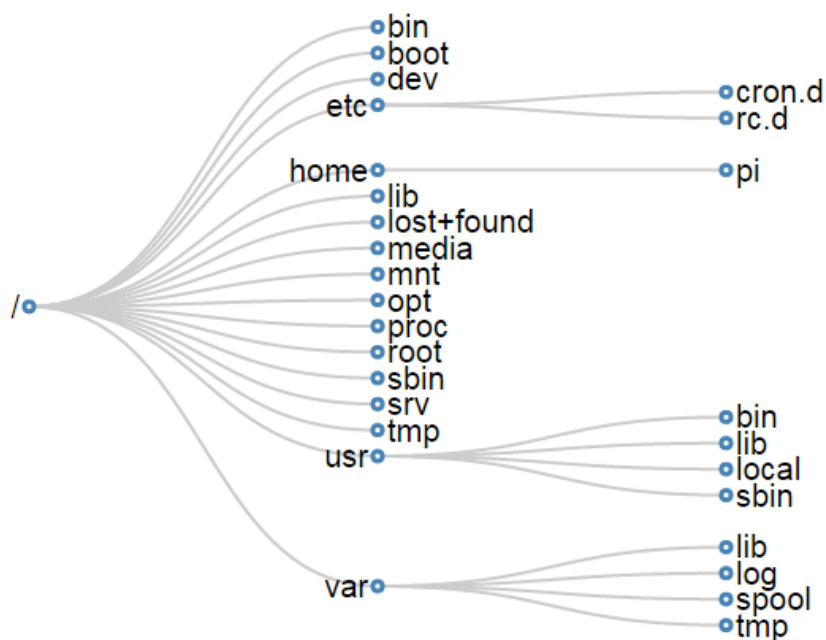 bin
boot
dev
etc
cron.d
rc.d
home
pi
lib
lost+found
media
mnt
/
opt
proc
root
sbin
srv
tmp
usr
bin
lib
local
sbin
var
lib
log
spool
tmp